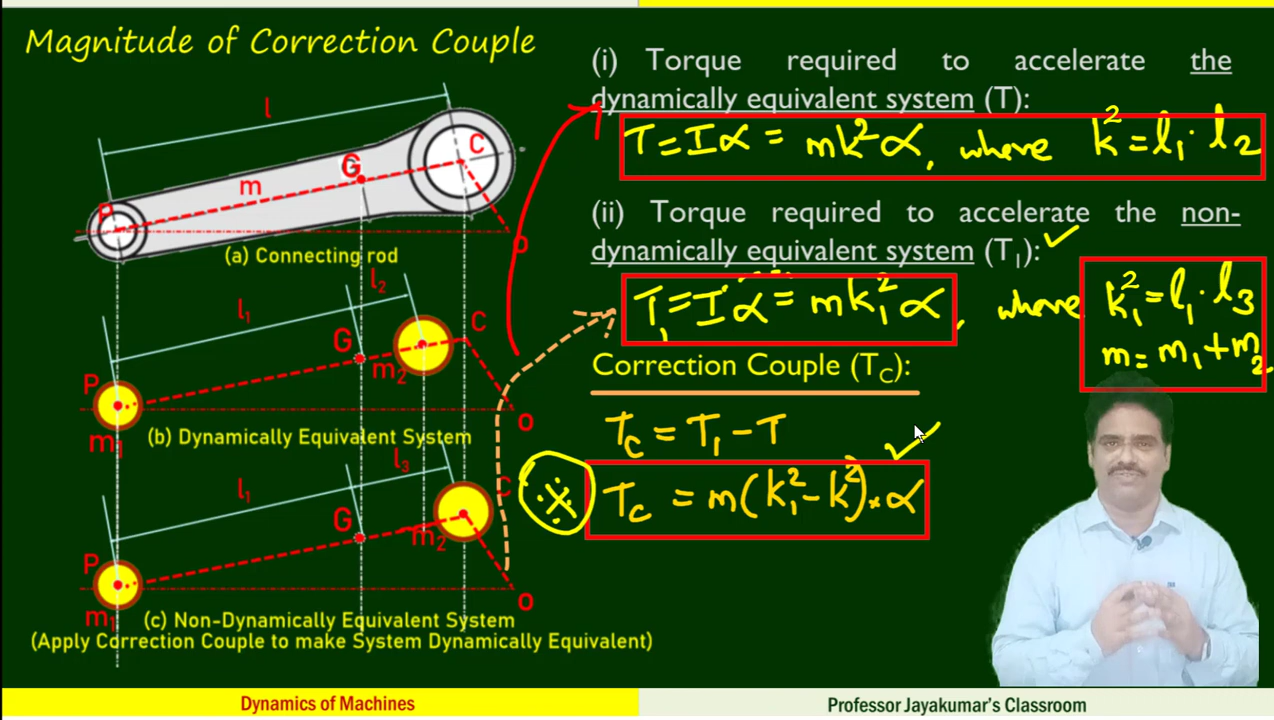 Magnitude of Correction Couple
l
C
G
m
P
O
(a) Connecting rod
l₂
l₁
C
G
m₂
P
O
m₁
(b) Dynamically Equivalent System
l₃
l₁
C
G
m₂
P
O
m₁
(c) Non-Dynamically Equivalent System
(Apply Correction Couple to make System Dynamically Equivalent)
(i) Torque required to accelerate the
dynamically equivalent system (T):
T = Iα = mk²α, where k² = l₁·l₂
(ii) Torque required to accelerate the non-
dynamically equivalent system (T₁):
T₁ = Iα = mk₁²α, where k₁² = l₁·l₃
m = m₁+m₂
Correction Couple (T_C):
T_C = T₁ − T
T_C = m(k₁² − k²) × α
Dynamics of Machines
Professor Jayakumar's Classroom